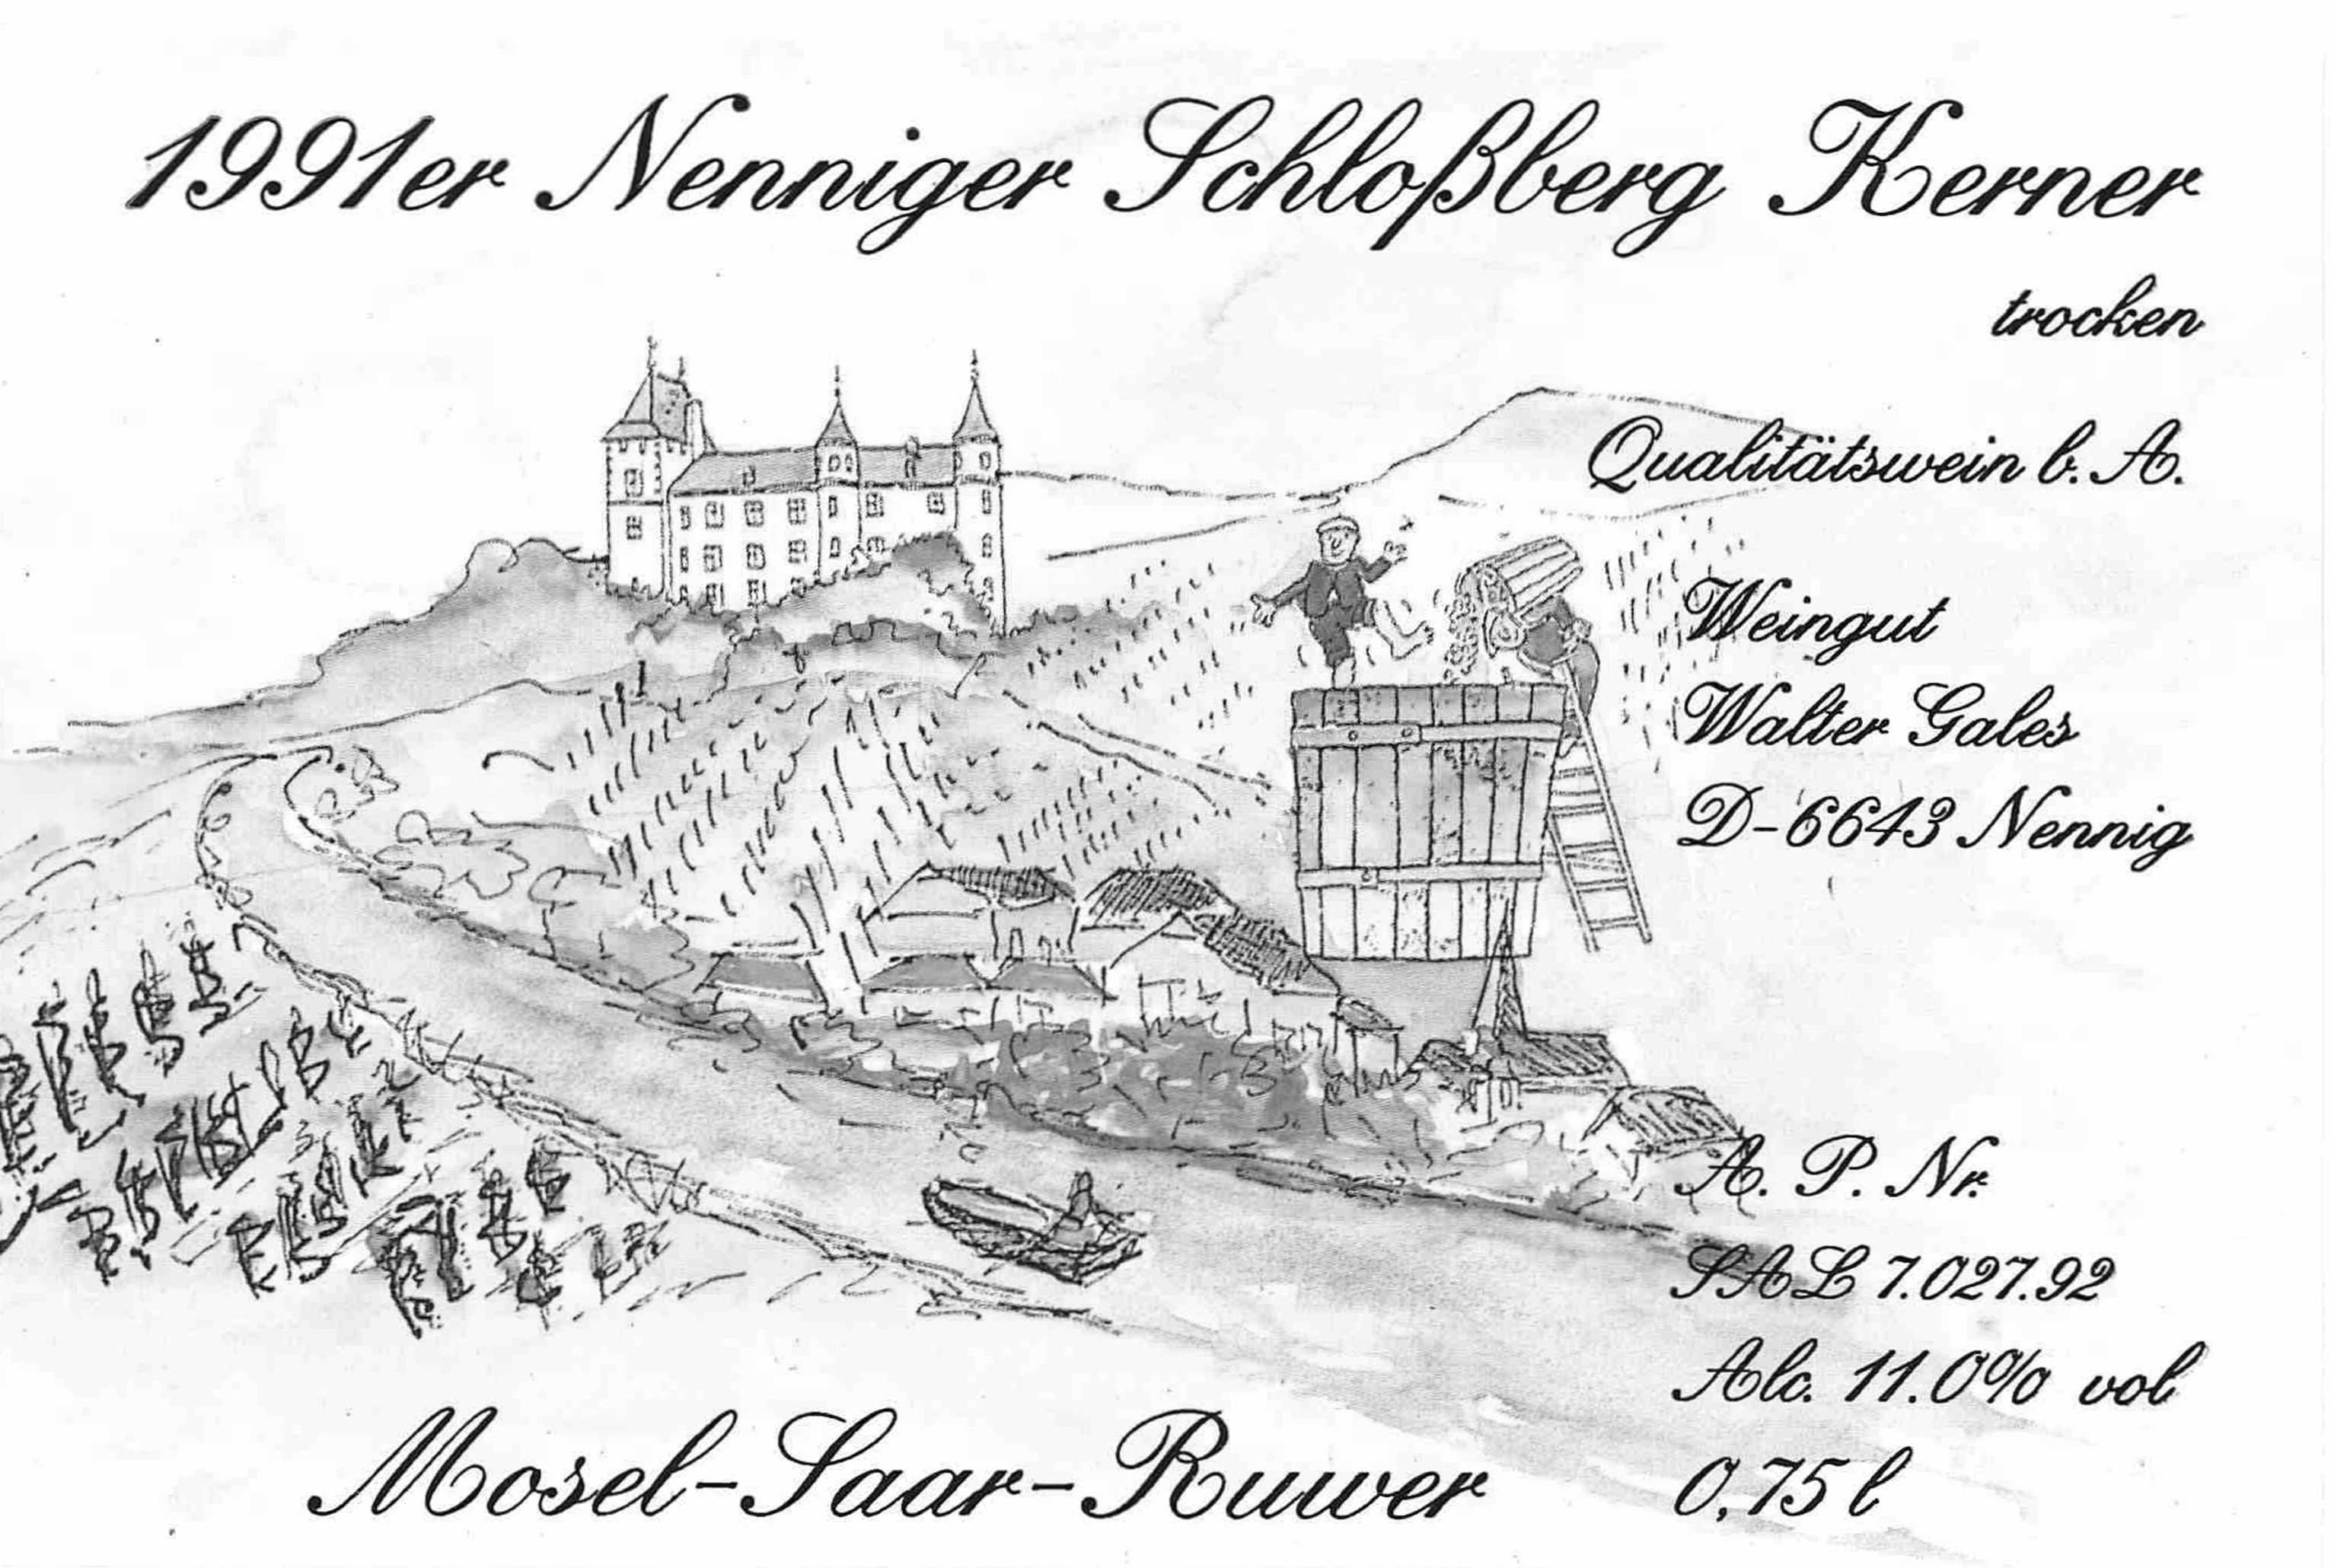 1991er Nenniger Schloßberg Kerner
trocken
Qualitätswein b. A.
Weingut
Walter Gales
D-6643 Nennig
A. P. Nr.
SAL 7.027.92
Alc. 11.0% vol
0,75 l
Mosel-Saar-Ruwer